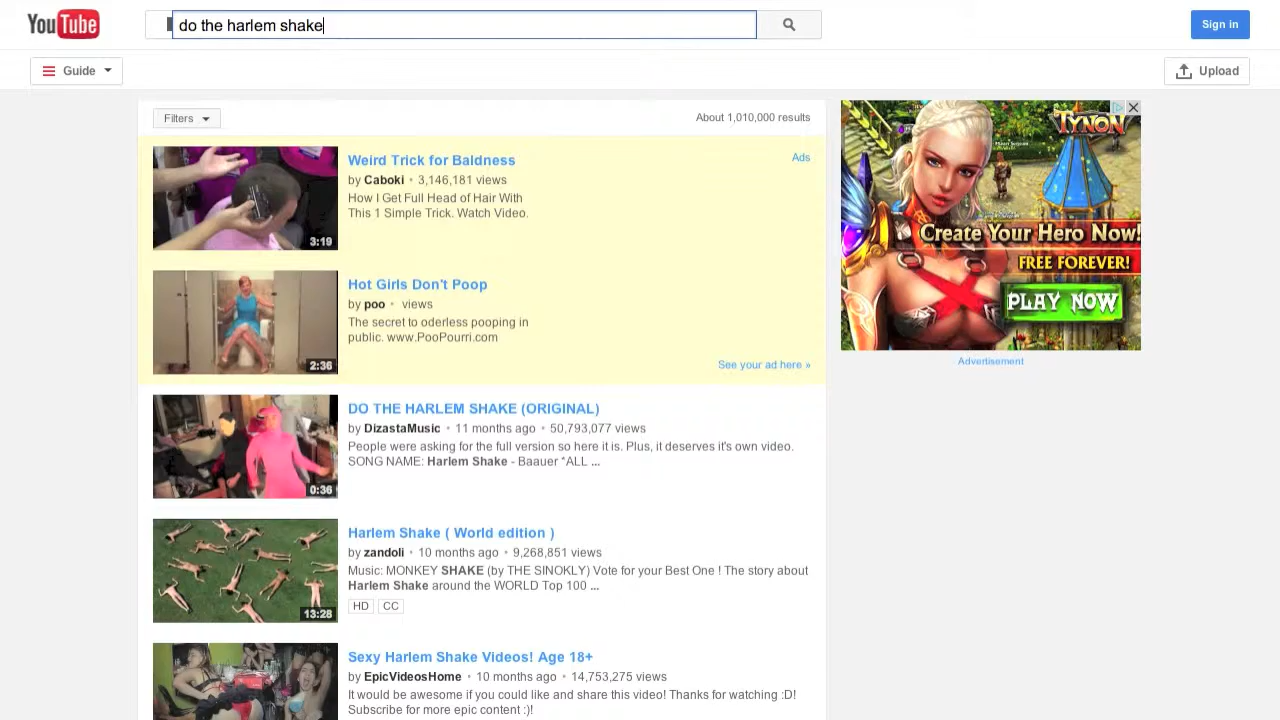 YouTube
do the harlem shake
Sign in
Guide
Upload
Filters
About 1,010,000 results
Weird Trick for Baldness
Ads
by Caboki • 3,146,181 views
How I Get Full Head of Hair With
This 1 Simple Trick. Watch Video.
3:19
Hot Girls Don't Poop
by poo • views
The secret to oderless pooping in
public. www.PooPourri.com
2:36
See your ad here »
DO THE HARLEM SHAKE (ORIGINAL)
by DizastaMusic • 11 months ago • 50,793,077 views
People were asking for the full version so here it is. Plus, it deserves it's own video.
SONG NAME: Harlem Shake - Baauer *ALL ...
0:36
Harlem Shake ( World edition )
by zandoli • 10 months ago • 9,268,851 views
Music: MONKEY SHAKE (by THE SINOKLY) Vote for your Best One ! The story about
Harlem Shake around the WORLD Top 100 ...
13:28
HD CC
Sexy Harlem Shake Videos! Age 18+
by EpicVideosHome • 10 months ago • 14,753,275 views
It would be awesome if you could like and share this video! Thanks for watching :D!
Subscribe for more epic content :)!
TYNON
Create Your Hero Now!
FREE FOREVER!
PLAY NOW
Advertisement